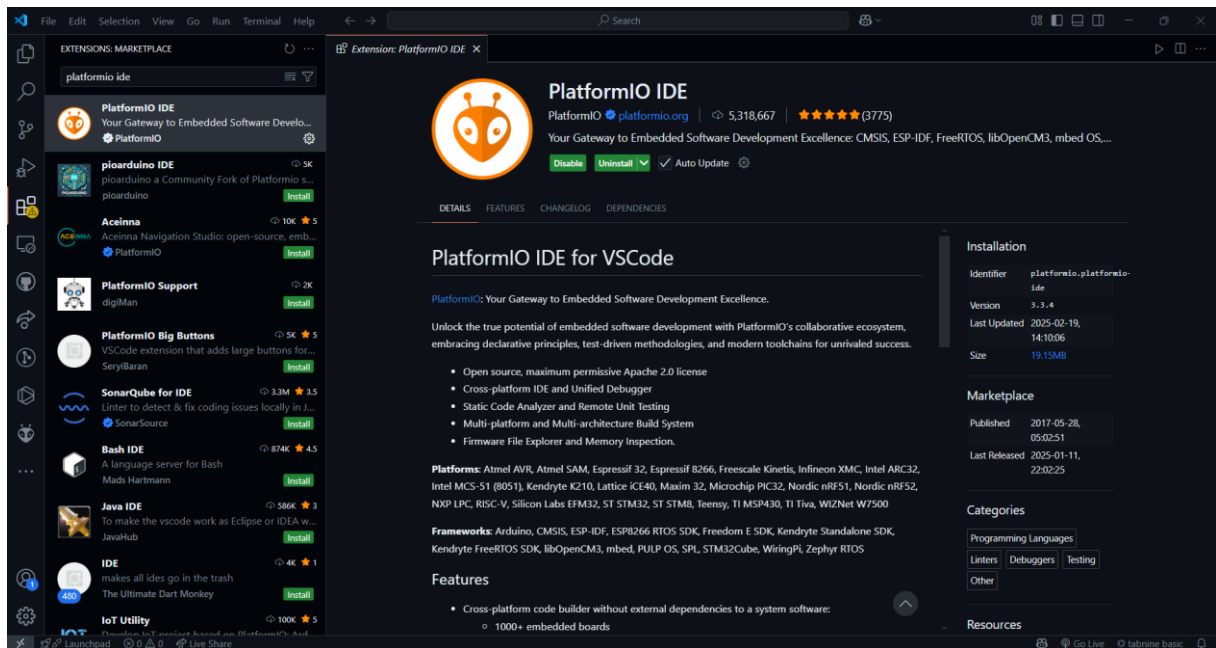 File Edit Selection View Go Run Terminal Help
Search
EXTENSIONS: MARKETPLACE
platformio ide
PlatformIO IDE
Your Gateway to Embedded Software Develo...
PlatformIO
pioarduino IDE 5K
pioarduino a Community Fork of Platformio s...
pioarduino Install
Aceinna 10K 5
Aceinna Navigation Studio: open-source, emb...
PlatformIO Install
PlatformIO Support 2K
digiMan Install
PlatformIO Big Buttons 5K 5
VSCode extension that adds large buttons for...
SeryiBaran Install
SonarQube for IDE 3.3M 3.5
Linter to detect & fix coding issues locally in J...
SonarSource Install
Bash IDE 874K 4.5
A language server for Bash
Mads Hartmann Install
Java IDE 586K 3
To make the vscode work as Eclipse or IDEA w...
JavaHub Install
IDE 4K 1
makes all ides go in the trash
The Ultimate Dart Monkey Install
480
1
IoT Utility 100K 5
Develop IoT project based on PlatformIO: Ard...
Extension: PlatformIO IDE
PlatformIO IDE
PlatformIO platformio.org 5,318,667 (3775)
Your Gateway to Embedded Software Development Excellence: CMSIS, ESP-IDF, FreeRTOS, libOpenCM3, mbed OS,...
Disable Uninstall Auto Update
DETAILS FEATURES CHANGELOG DEPENDENCIES
PlatformIO IDE for VSCode
PlatformIO: Your Gateway to Embedded Software Development Excellence.
Unlock the true potential of embedded software development with PlatformIO's collaborative ecosystem,
embracing declarative principles, test-driven methodologies, and modern toolchains for unrivaled success.
• Open source, maximum permissive Apache 2.0 license
• Cross-platform IDE and Unified Debugger
• Static Code Analyzer and Remote Unit Testing
• Multi-platform and Multi-architecture Build System
• Firmware File Explorer and Memory Inspection.
Platforms: Atmel AVR, Atmel SAM, Espressif 32, Espressif 8266, Freescale Kinetis, Infineon XMC, Intel ARC32,
Intel MCS-51 (8051), Kendryte K210, Lattice iCE40, Maxim 32, Microchip PIC32, Nordic nRF51, Nordic nRF52,
NXP LPC, RISC-V, Silicon Labs EFM32, ST STM32, ST STM8, Teensy, TI MSP430, TI Tiva, WIZNet W7500
Frameworks: Arduino, CMSIS, ESP-IDF, ESP8266 RTOS SDK, Freedom E SDK, Kendryte Standalone SDK,
Kendryte FreeRTOS SDK, libOpenCM3, mbed, PULP OS, SPL, STM32Cube, WiringPi, Zephyr RTOS
Features
• Cross-platform code builder without external dependencies to a system software:
○ 1000+ embedded boards
Installation
Identifier platformio.platformio-
ide
Version 3.3.4
Last Updated 2025-02-19,
14:10:06
Size 19.15MB
Marketplace
Published 2017-05-28,
05:02:51
Last Released 2025-01-11,
22:02:25
Categories
Programming Languages
Linters Debuggers Testing
Other
Resources
Launchpad 0 0 Live Share
Go Live tabnine basic